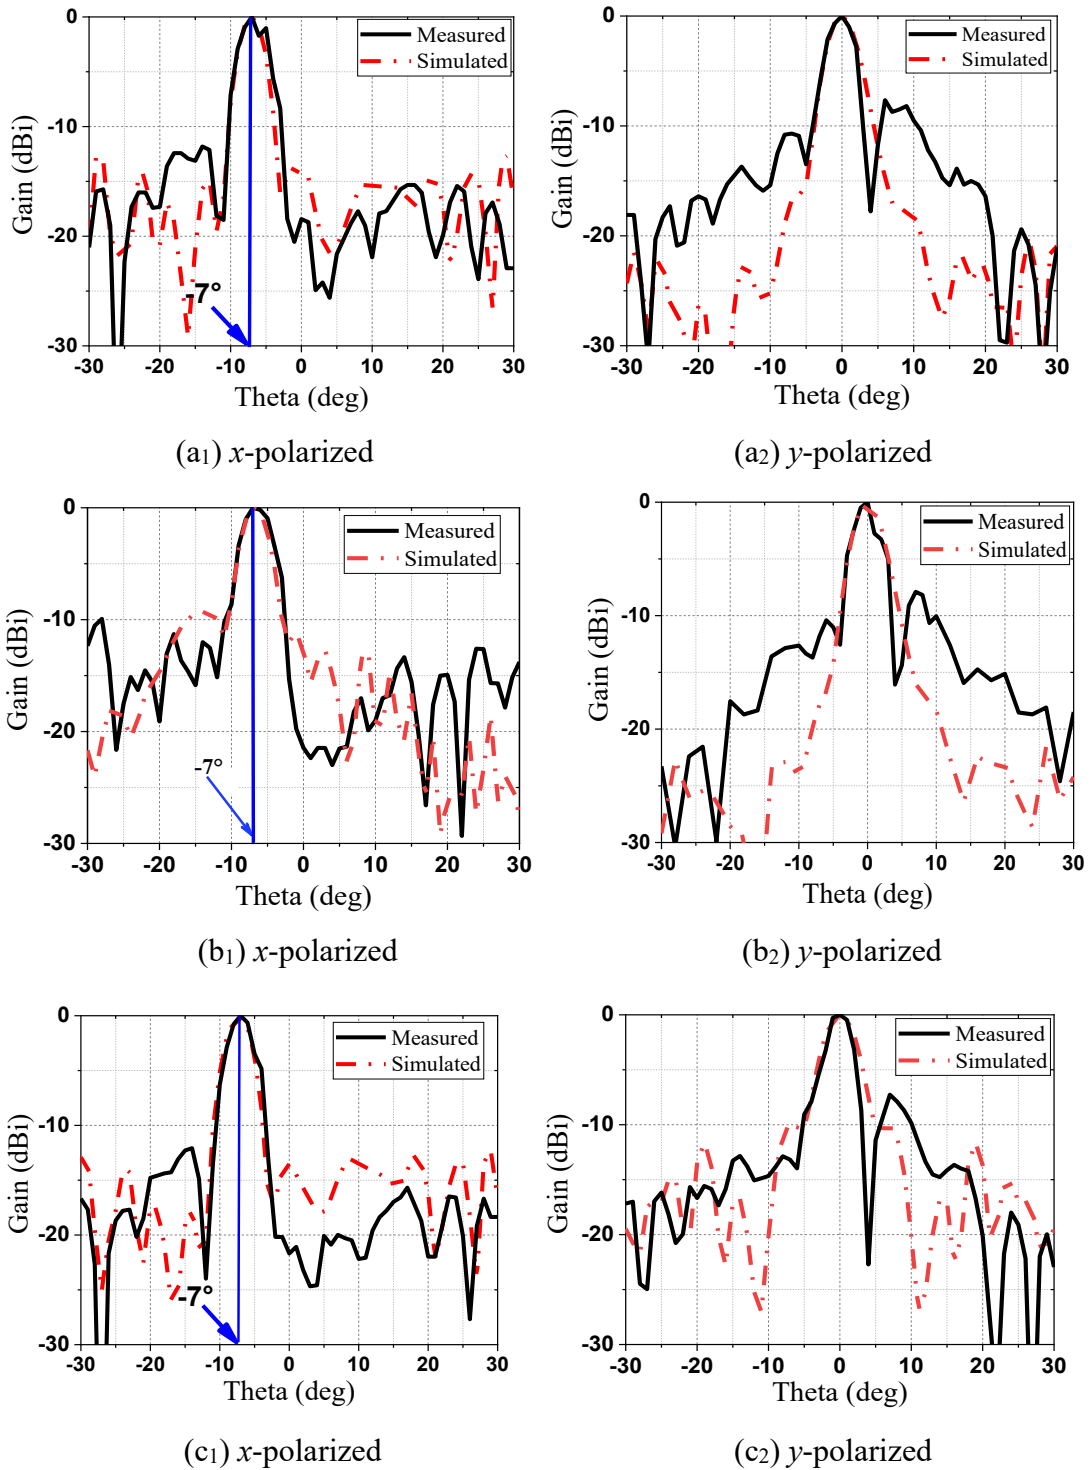 0
-10
-20
-30
-30 -20 -10 0 10 20 30
Gain (dBi)
Theta (deg)
Measured
Simulated
-7°
(a1) x-polarized
0
-10
-20
-30
-30 -20 -10 0 10 20 30
Gain (dBi)
Theta (deg)
Measured
Simulated
(a2) y-polarized
0
-10
-20
-30
-30 -20 -10 0 10 20 30
Gain (dBi)
Theta (deg)
Measured
Simulated
-7°
(b1) x-polarized
0
-10
-20
-30
-30 -20 -10 0 10 20 30
Gain (dBi)
Theta (deg)
Measured
Simulated
(b2) y-polarized
0
-10
-20
-30
-30 -20 -10 0 10 20 30
Gain (dBi)
Theta (deg)
Measured
Simulated
-7°
(c1) x-polarized
0
-10
-20
-30
-30 -20 -10 0 10 20 30
Gain (dBi)
Theta (deg)
Measured
Simulated
(c2) y-polarized